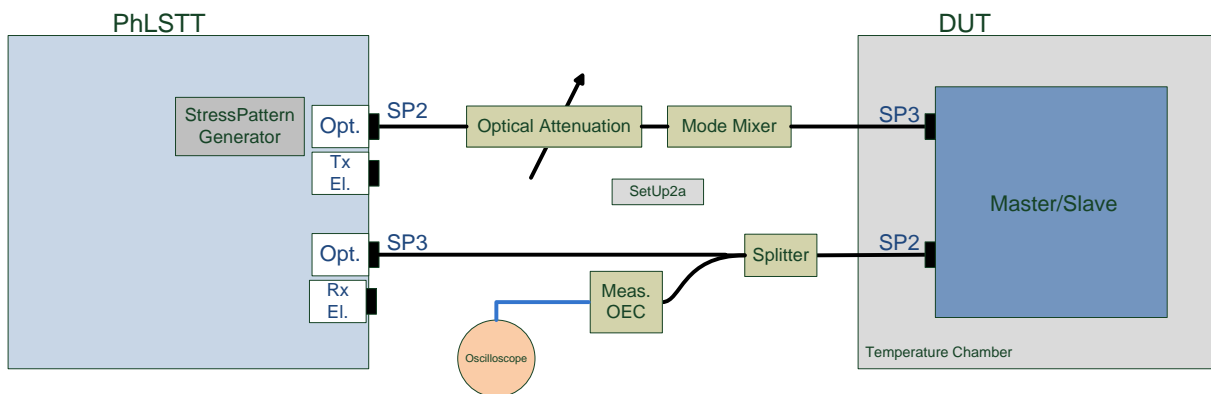 PhLSTT
DUT
StressPattern
Generator
Opt.
SP2
Optical Attenuation
Mode Mixer
SP3
Tx
El.
SetUp2a
Master/Slave
Opt.
SP3
Splitter
SP2
Rx
El.
Meas.
OEC
Oscilloscope
Temperature Chamber